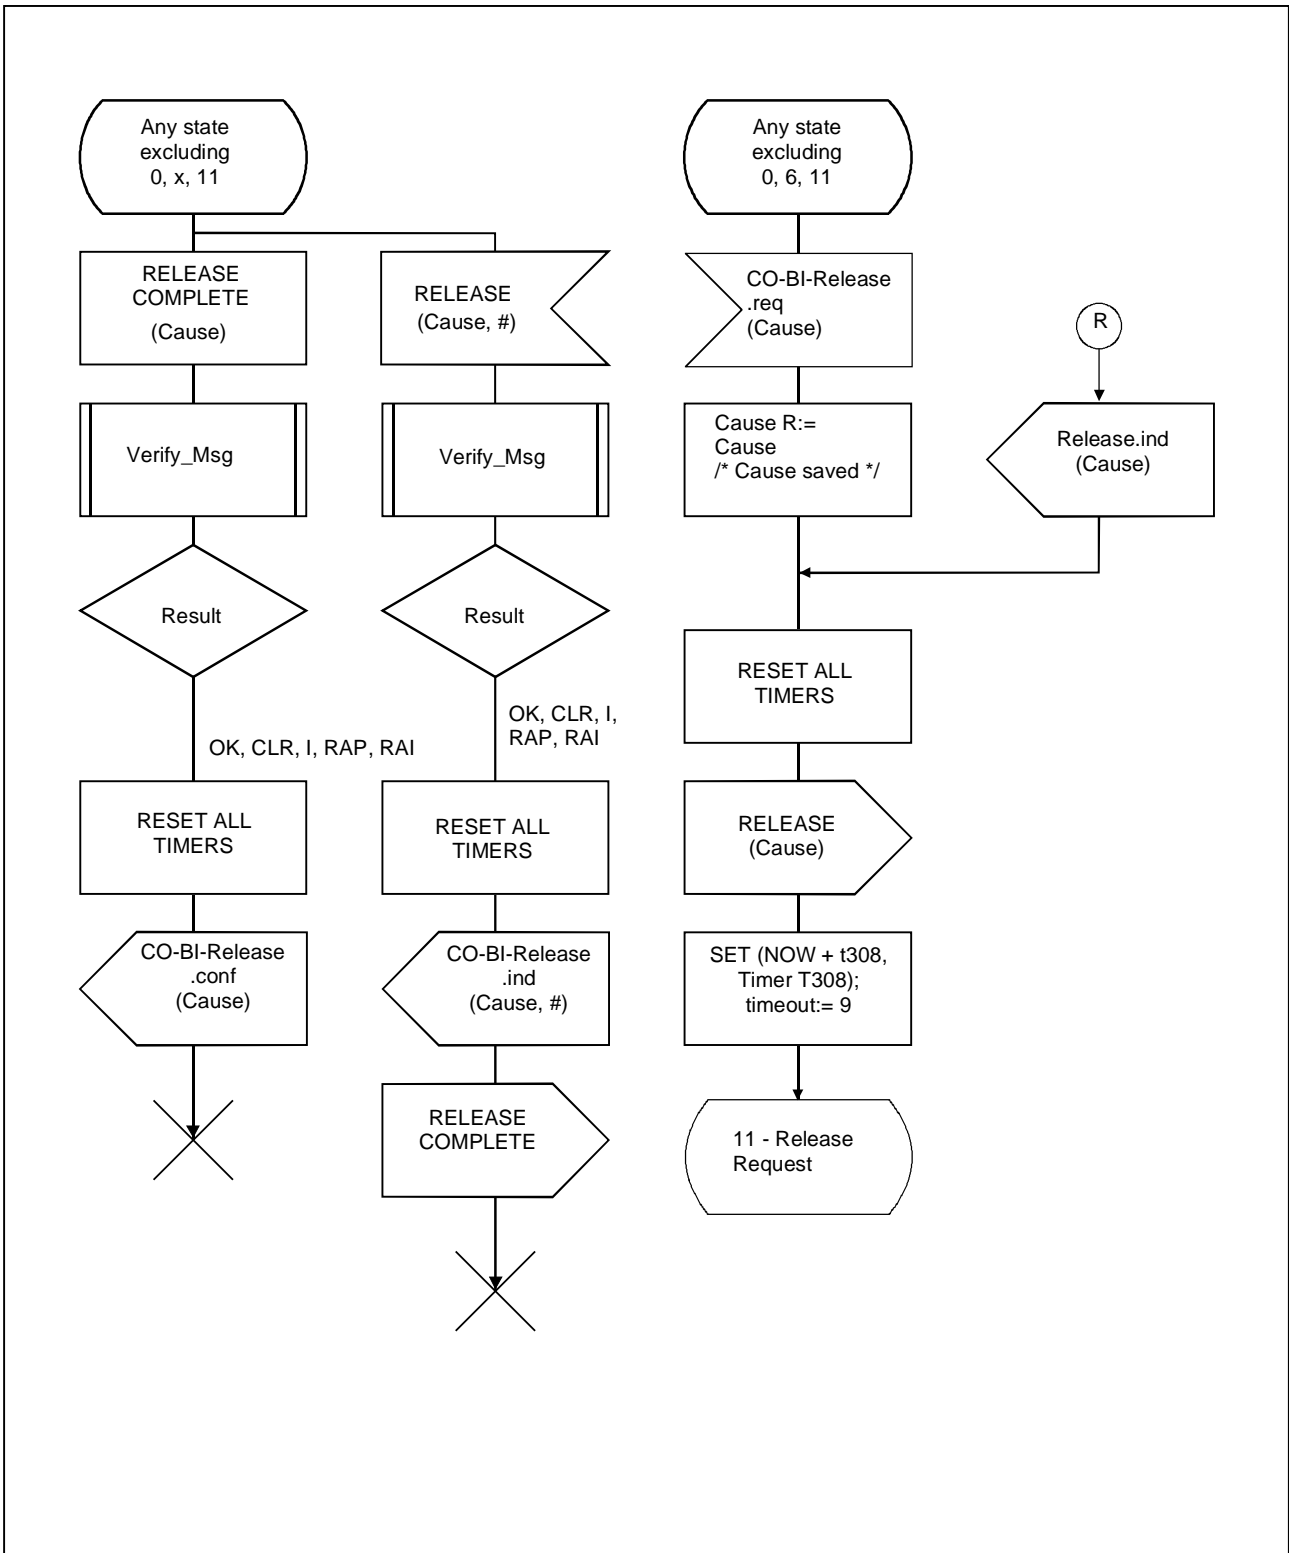 Any state
excluding
0, x, 11
RELEASE
COMPLETE
(Cause)
Verify_Msg
Result
OK, CLR, I, RAP, RAI
RESET ALL
TIMERS
CO-BI-Release
.conf
(Cause)
RELEASE
(Cause, #)
Verify_Msg
Result
OK, CLR, I,
RAP, RAI
RESET ALL
TIMERS
CO-BI-Release
.ind
(Cause, #)
RELEASE
COMPLETE
Any state
excluding
0, 6, 11
CO-BI-Release
.req
(Cause)
Cause R:=
Cause
/* Cause saved */
RESET ALL
TIMERS
RELEASE
(Cause)
SET (NOW + t308,
Timer T308);
timeout:= 9
11 - Release
Request
R
Release.ind
(Cause)